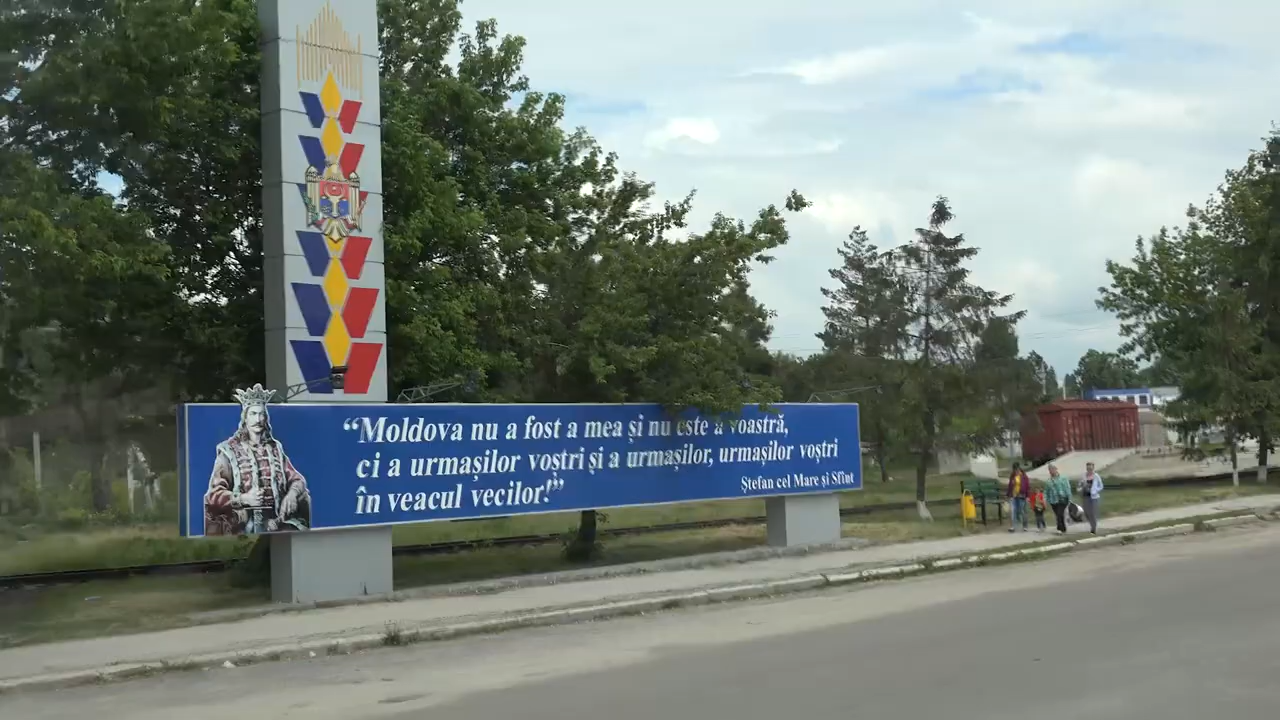 “Moldova nu a fost a mea și nu este a voastră,
ci a urmașilor voștri și a urmașilor, urmașilor voștri
în veacul vecilor!”
Ștefan cel Mare și Sfînt